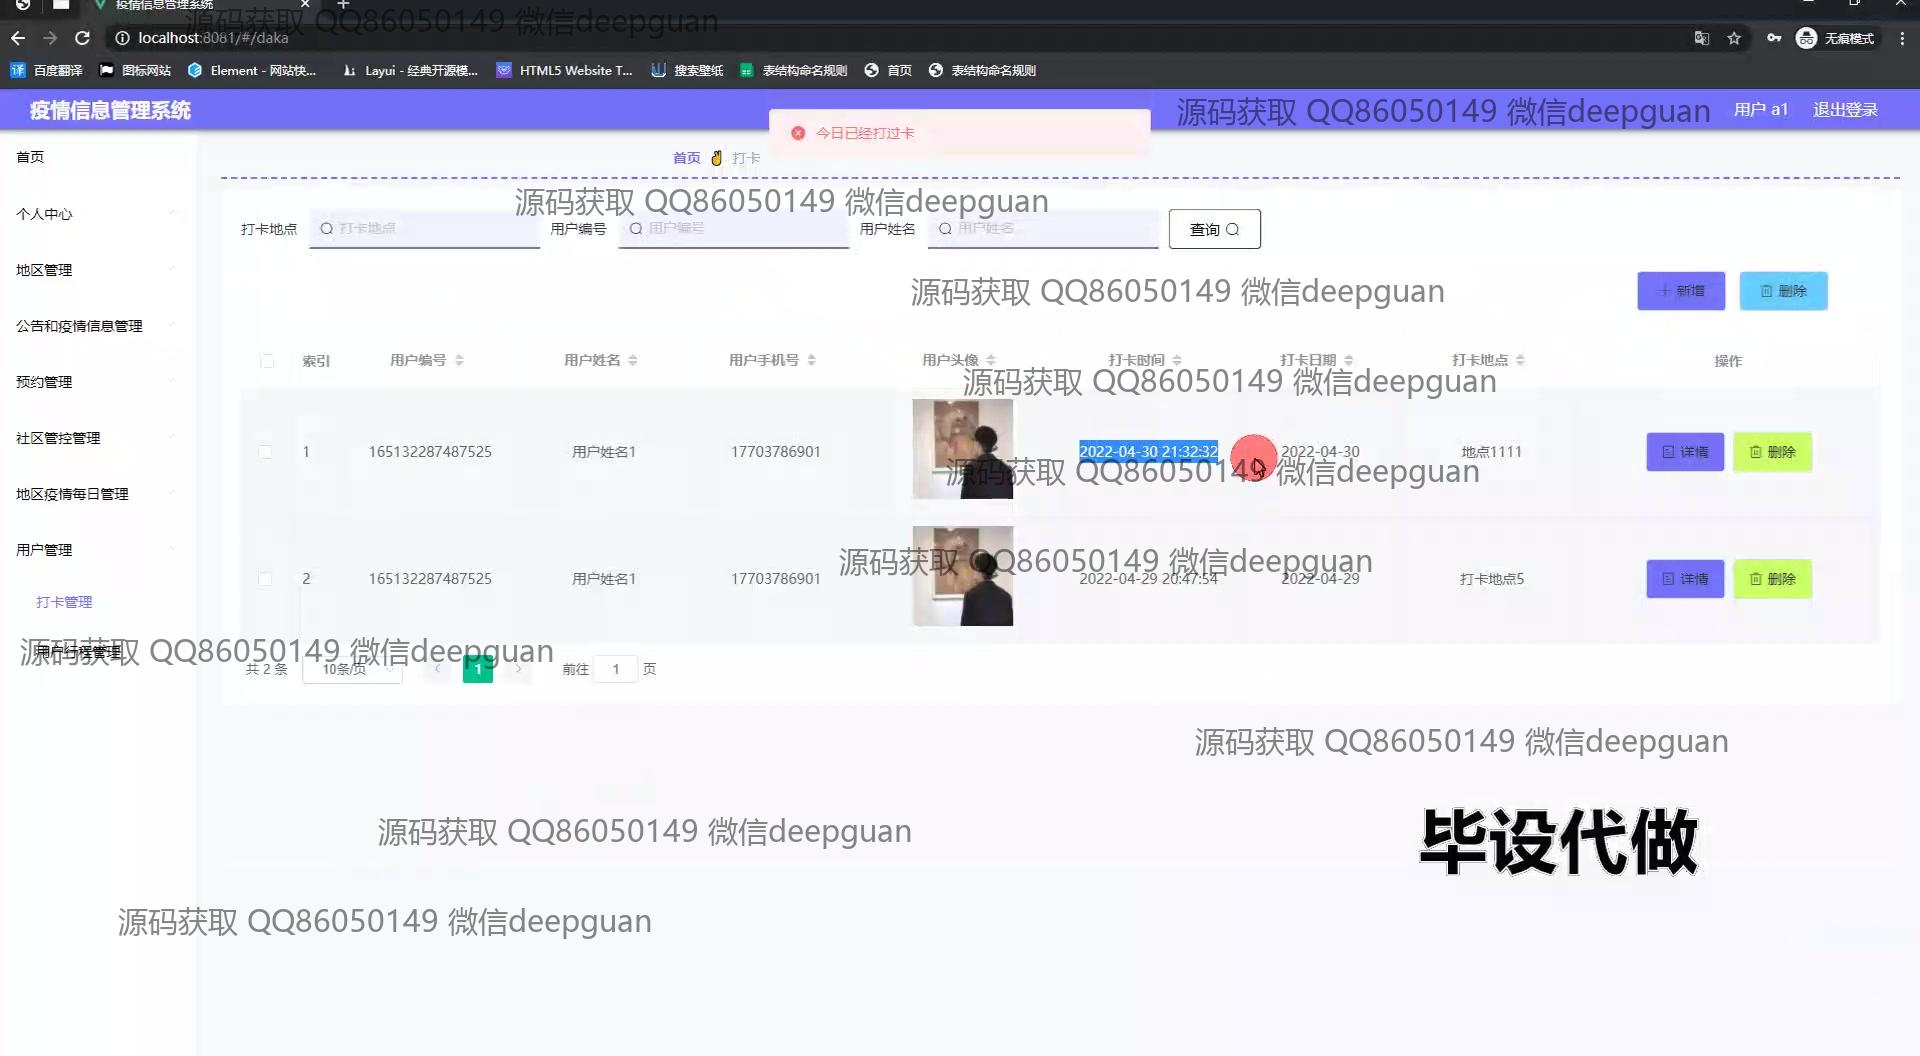 疫情信息管理系统
源码获取 QQ86050149 微信deepguan
localhost:8081/#/daka
无痕模式
百度翻译 图标网站 Element - 网站快... Layui - 经典开源模... HTML5 Website T... 搜索壁纸 表结构命名规则 首页 表结构命名规则
疫情信息管理系统
今日已经打过卡
源码获取 QQ86050149 微信deepguan
用户 a1 退出登录
首页
首页 打卡
源码获取 QQ86050149 微信deepguan
个人中心
打卡地点 打卡地点 用户编号 用户编号 用户姓名 用户姓名 查询
地区管理
源码获取 QQ86050149 微信deepguan
新增 删除
公告和疫情信息管理
索引 用户编号 用户姓名 用户手机号 用户头像 打卡时间 打卡日期 打卡地点 操作
预约管理
源码获取 QQ86050149 微信deepguan
社区管控管理
1 165132287487525 用户姓名1 17703786901 2022-04-30 21:32:32 2022-04-30 地点1111 详情 删除
源码获取 QQ86050149 微信deepguan
地区疫情每日管理
用户管理
源码获取 QQ86050149 微信deepguan
2 165132287487525 用户姓名1 17703786901 2022-04-29 20:47:54 2022-04-29 打卡地点5 详情 删除
打卡管理
用户行程管理
源码获取 QQ86050149 微信deepguan
共 2 条 10条/页 1 前往 1 页
源码获取 QQ86050149 微信deepguan
源码获取 QQ86050149 微信deepguan
毕设代做
源码获取 QQ86050149 微信deepguan